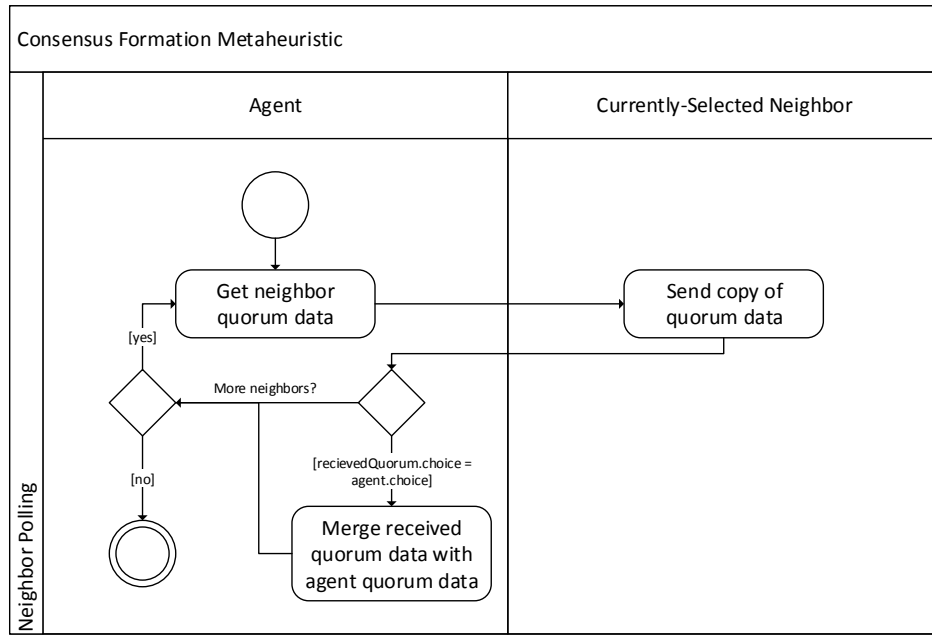 Consensus Formation Metaheuristic
Agent
Currently-Selected Neighbor
Get neighbor
quorum data
Send copy of
quorum data
[yes]
More neighbors?
[recievedQuorum.choice =
agent.choice]
[no]
Merge received
quorum data with
agent quorum data
Neighbor Polling